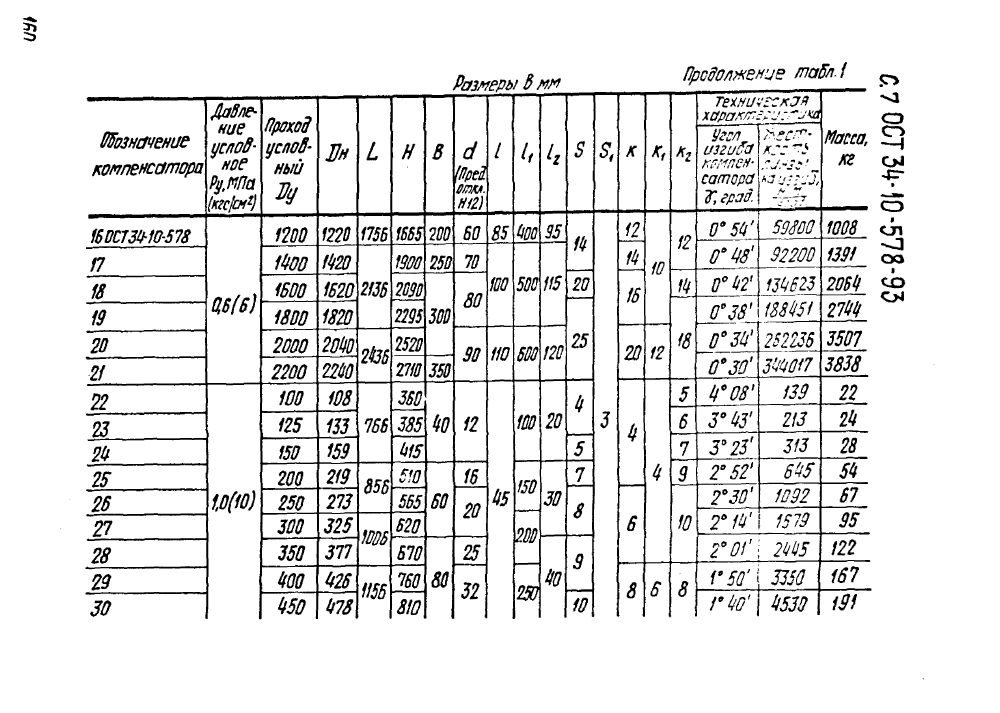 160
С.7 ОСТ 34-10-578-93
Размеры в мм Продолжение табл. 1
Обозначение компенсатора | Давление условное Ру, МПа (кгс/см²) | Проход условный Dу | Dн | L | H | B | d (Пред. откл. H12) | l | l₁ | l₂ | S | S₁ | к | к₁ | к₂ | Техническая характеристика | Угол изгиба компенсатора γ, град. | Масса, кг
16 ОСТ 34-10-578 | 0,6(6) | 1200 | 1220 | 1756 | 1665 | 200 | 60 | 85 | 400 | 95 | 14 | 3 | 12 | 10 | 12 | 0° 54' | 59800 | 1008
17 | 1400 | 1420 | 2136 | 1900 | 250 | 70 | 100 | 500 | 115 | 14 | 0° 48' | 92200 | 1391
18 | 1600 | 1620 | 2090 | 300 | 80 | 20 | 16 | 14 | 0° 42' | 134623 | 2064
19 | 1800 | 1820 | 2295 | 25 | 18 | 0° 38' | 188451 | 2744
20 | 2000 | 2040 | 2436 | 2520 | 90 | 110 | 600 | 120 | 20 | 12 | 0° 34' | 262236 | 3507
21 | 2200 | 2240 | 2710 | 350 | 0° 30' | 344017 | 3838
22 | 1,0(10) | 100 | 108 | 766 | 360 | 40 | 12 | 45 | 100 | 20 | 4 | 4 | 4 | 5 | 4° 08' | 139 | 22
23 | 125 | 133 | 385 | 6 | 3° 43' | 213 | 24
24 | 150 | 159 | 415 | 5 | 7 | 3° 23' | 313 | 28
25 | 200 | 219 | 856 | 510 | 60 | 16 | 150 | 30 | 7 | 9 | 2° 52' | 645 | 54
26 | 250 | 273 | 565 | 20 | 8 | 6 | 10 | 2° 30' | 1092 | 67
27 | 300 | 325 | 1006 | 620 | 200 | 2° 14' | 1579 | 95
28 | 350 | 377 | 670 | 80 | 25 | 40 | 9 | 2° 01' | 2445 | 122
29 | 400 | 426 | 1156 | 760 | 32 | 250 | 8 | 6 | 8 | 1° 50' | 3350 | 167
30 | 450 | 478 | 810 | 10 | 1° 40' | 4530 | 191